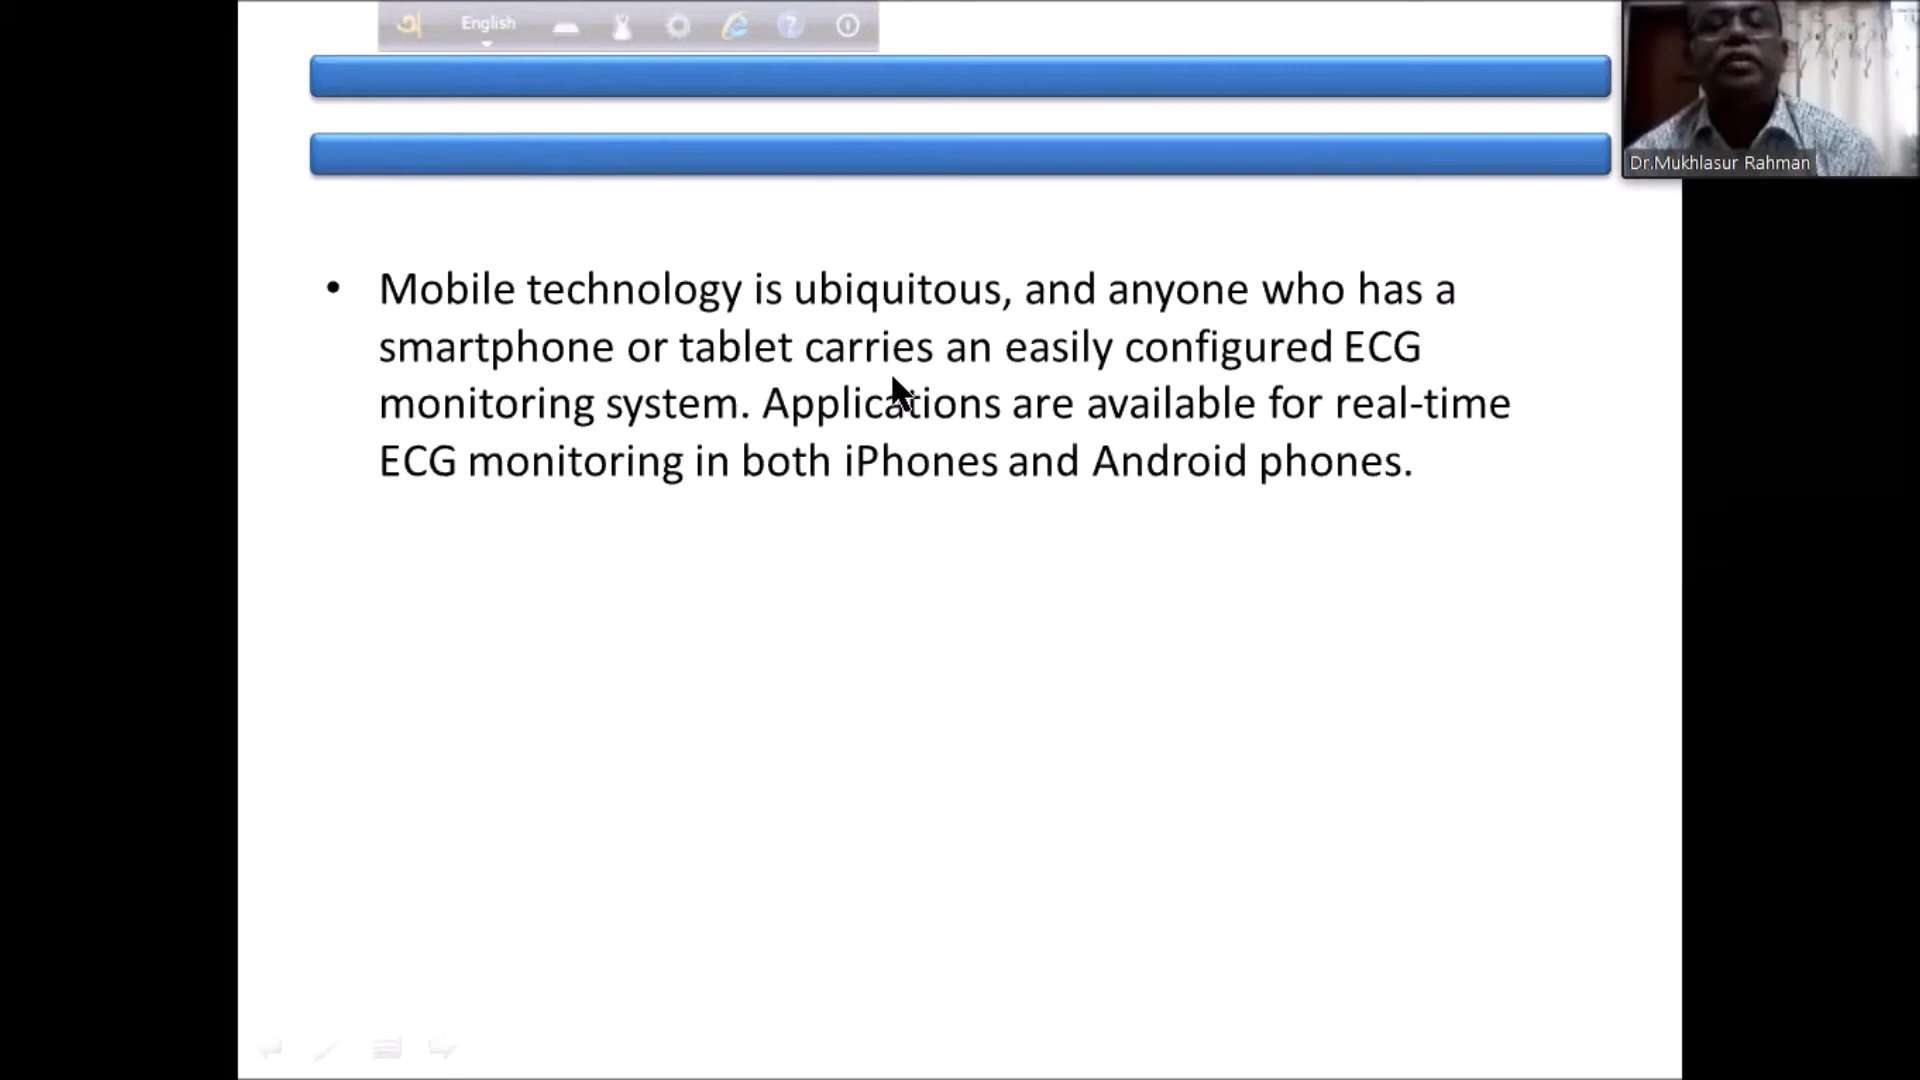 অ English
Dr.Mukhlasur Rahman
• Mobile technology is ubiquitous, and anyone who has a
smartphone or tablet carries an easily configured ECG
monitoring system. Applications are available for real-time
ECG monitoring in both iPhones and Android phones.